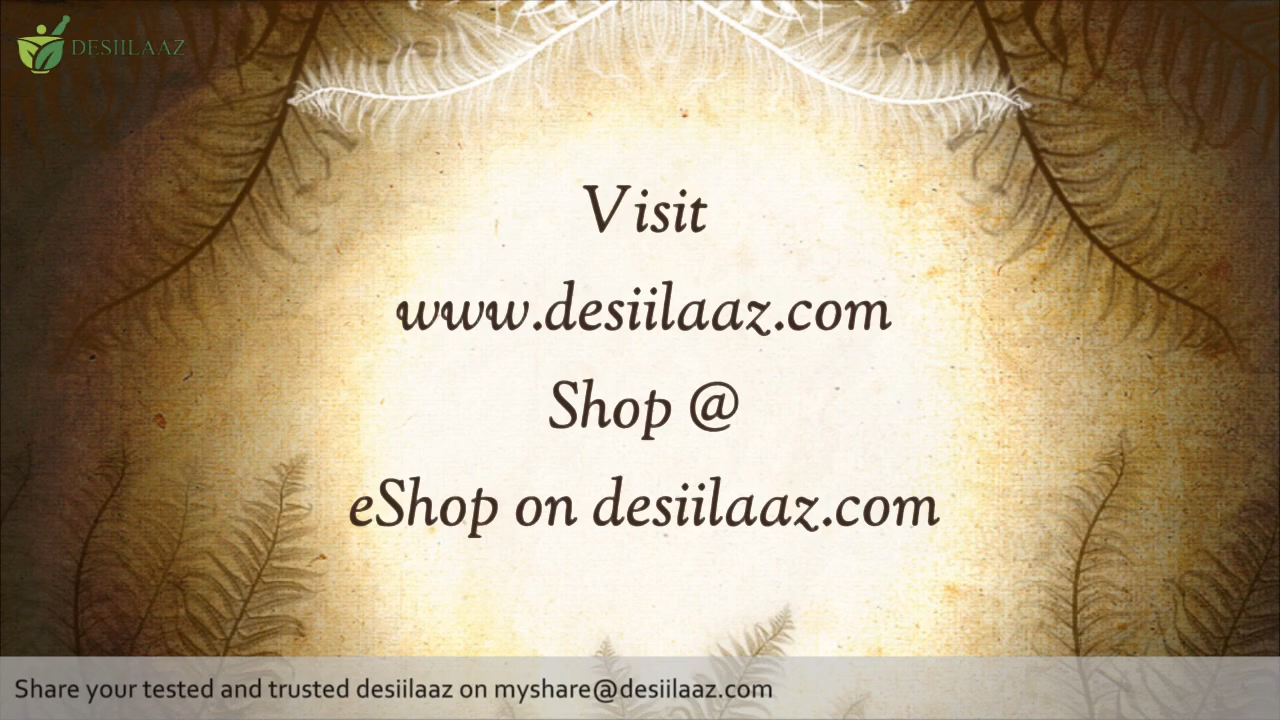 DESIILAAZ
Visit
www.desiilaaz.com
Shop @
eShop on desiilaaz.com
Share your tested and trusted desiilaaz on myshare@desiilaaz.com